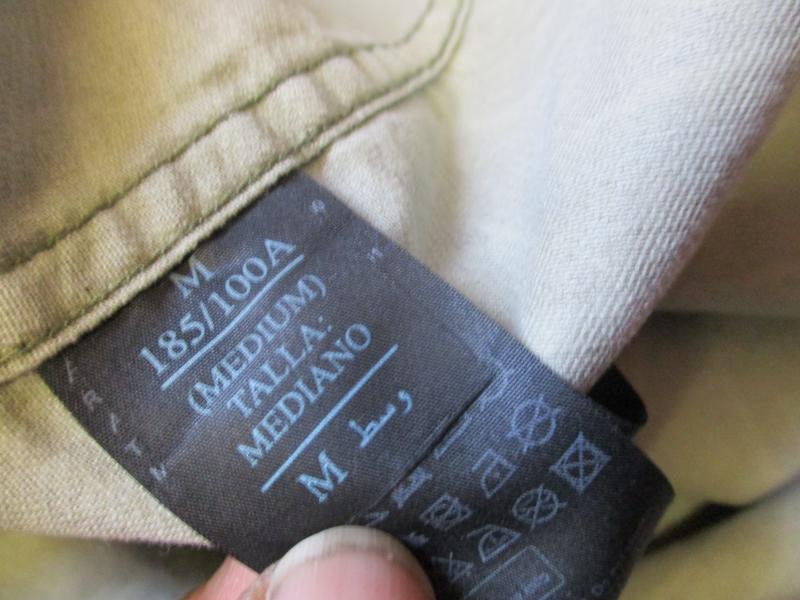 M
185/100A
(MEDIUM)
TALLA:
MEDIANO
M وسط